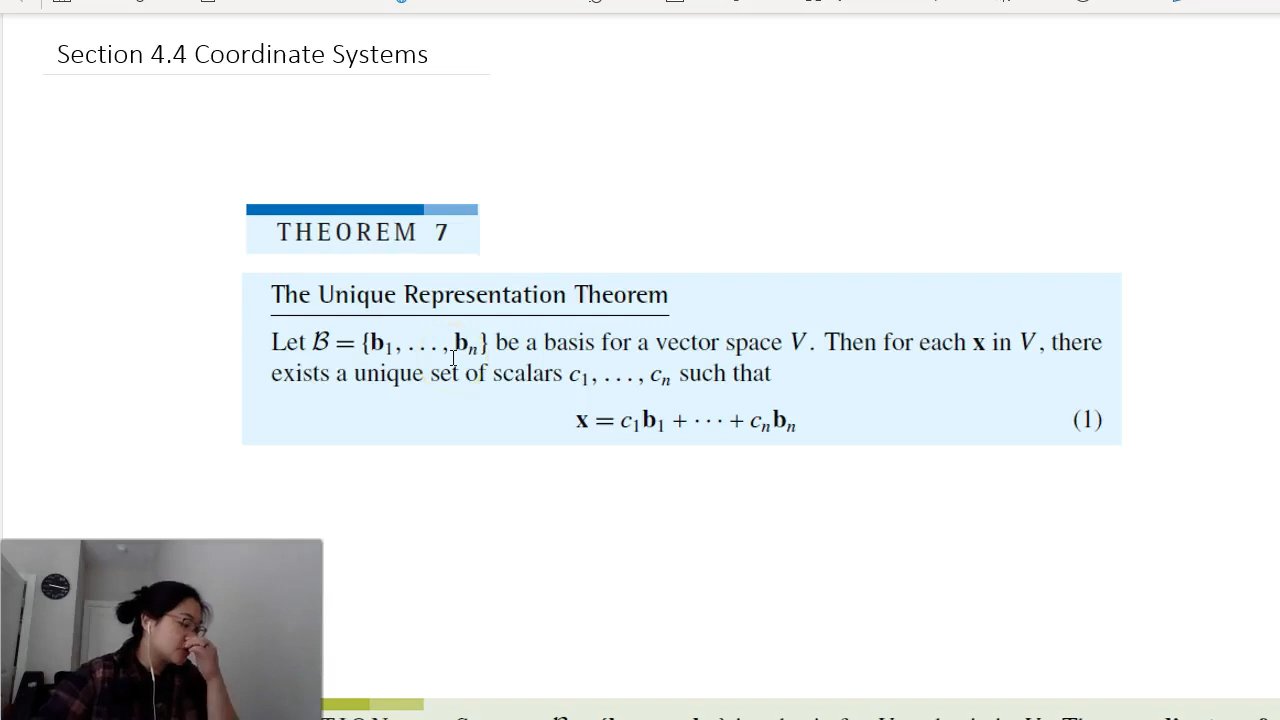 Section 4.4 Coordinate Systems
THEOREM 7
The Unique Representation Theorem
Let ℬ = {b₁, . . . , bₙ} be a basis for a vector space V. Then for each x in V, there
exists a unique set of scalars c₁, . . . , cₙ such that
x = c₁b₁ + · · · + cₙbₙ (1)